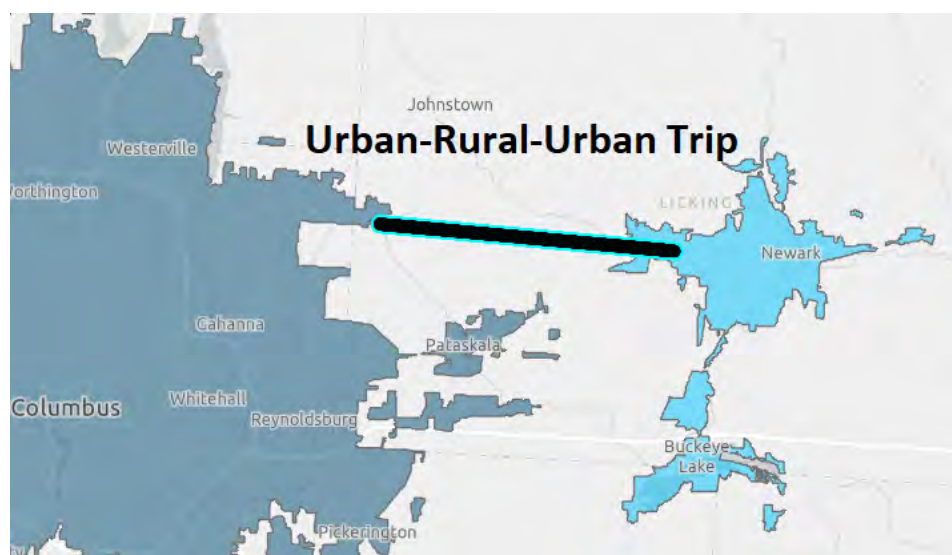 Johnstown
Urban-Rural-Urban Trip
Westerville
orthington
LICKING
Newark
Gahanna
Pataskala
Whitehall
Columbus
Reynoldsburg
Buckeye
Lake
Pickerington